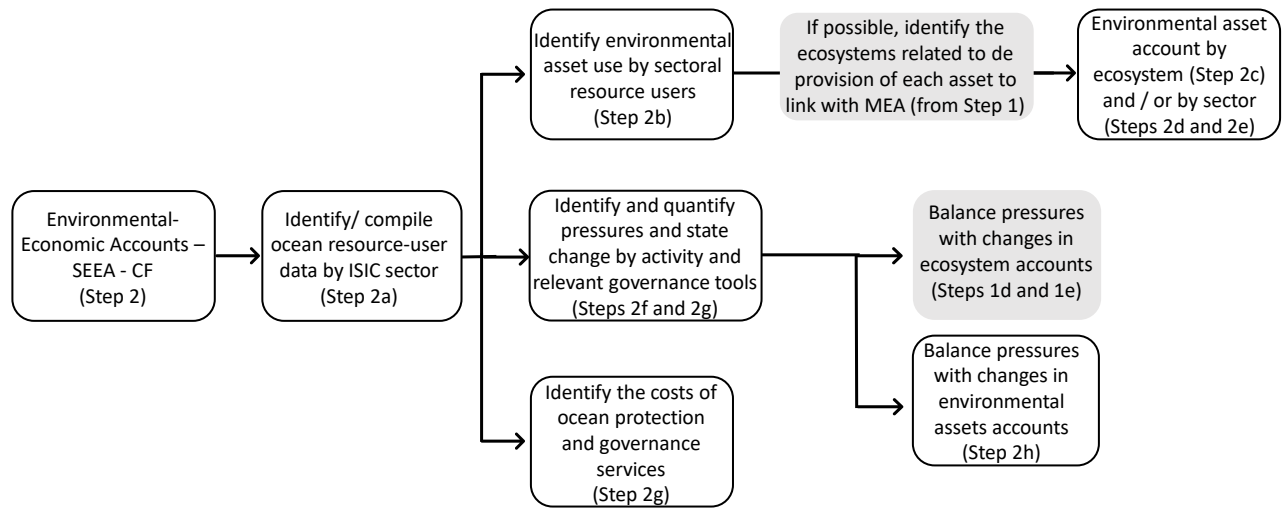 Environmental-
Economic Accounts –
SEEA - CF
(Step 2)
Identify/ compile
ocean resource-user
data by ISIC sector
(Step 2a)
Identify environmental
asset use by sectoral
resource users
(Step 2b)
If possible, identify the
ecosystems related to de
provision of each asset to
link with MEA (from Step 1)
Environmental asset
account by
ecosystem (Step 2c)
and / or by sector
(Steps 2d and 2e)
Identify and quantify
pressures and state
change by activity and
relevant governance tools
(Steps 2f and 2g)
Balance pressures
with changes in
ecosystem accounts
(Steps 1d and 1e)
Balance pressures
with changes in
environmental
assets accounts
(Step 2h)
Identify the costs of
ocean protection
and governance
services
(Step 2g)